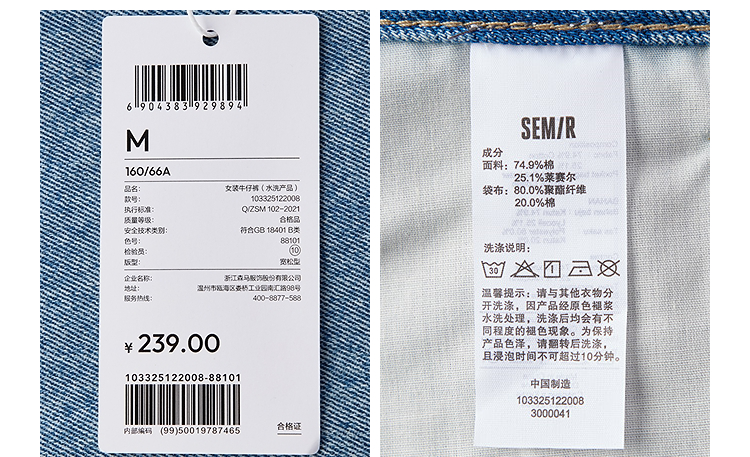 6 904383 929894
M
160/66A
品名: 女装牛仔裤（水洗产品）
款号: 103325122008
执行标准: Q/ZSM 102-2021
质量等级: 合格品
安全技术类别: 符合GB 18401 B类
色号: 88101
检验员: 10
版型: 宽松型
企业名称: 浙江森马服饰股份有限公司
地址: 温州市瓯海区娄桥工业园南汇路98号
服务热线: 400-8877-588
¥ 239.00
103325122008-88101
内部编码 (99)50019787465 合格证
SEMIR
成分
面料: 74.9%棉
25.1%莱赛尔
袋布: 80.0%聚酯纤维
20.0%棉
洗涤说明:
30
温馨提示: 请与其他衣物分
开洗涤，因产品经原色褪浆
水洗处理，洗涤后均会有不
同程度的褪色现象。为保持
产品色泽，请翻转后洗涤，
且浸泡时间不可超过10分钟。
中国制造
103325122008
3000041